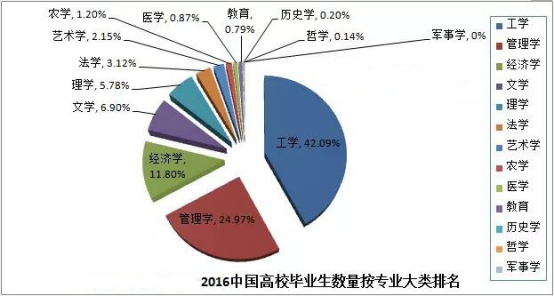 农学, 1.20%
医学, 0.87%
教育, 0.79%
历史学, 0.20%
艺术学, 2.15%
哲学, 0.14%
军事学, 0%
法学, 3.12%
理学, 5.78%
文学, 6.90%
工学, 42.09%
经济学, 11.80%
管理学, 24.97%
工学
管理学
经济学
文学
理学
法学
艺术学
农学
医学
教育
历史学
哲学
军事学
2016中国高校毕业生数量按专业大类排名